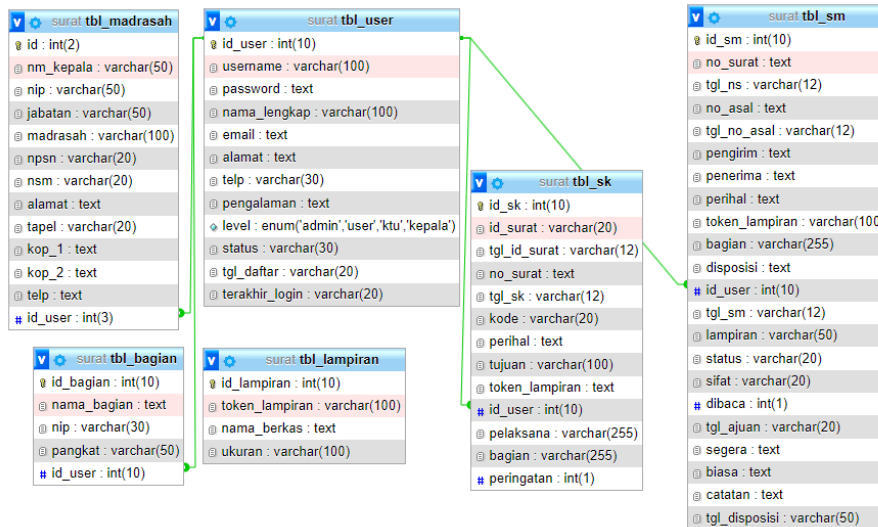 surat tbl_madrasah
id : int(2)
nm_kepala : varchar(50)
nip : varchar(50)
jabatan : varchar(50)
madrasah : varchar(100)
npsn : varchar(20)
nsm : varchar(20)
alamat : text
tapel : varchar(20)
kop_1 : text
kop_2 : text
telp : text
# id_user : int(3)
surat tbl_user
id_user : int(10)
username : varchar(100)
password : text
nama_lengkap : varchar(100)
email : text
alamat : text
telp : varchar(30)
pengalaman : text
level : enum('admin','user','ktu','kepala')
status : varchar(30)
tgl_daftar : varchar(20)
terakhir_login : varchar(20)
surat tbl_bagian
id_bagian : int(10)
nama_bagian : text
nip : varchar(30)
pangkat : varchar(50)
# id_user : int(10)
surat tbl_lampiran
id_lampiran : int(10)
token_lampiran : varchar(100)
nama_berkas : text
ukuran : varchar(100)
surat tbl_sk
id_sk : int(10)
id_surat : varchar(20)
tgl_id_surat : varchar(12)
no_surat : text
tgl_sk : varchar(12)
kode : varchar(20)
perihal : text
tujuan : varchar(100)
token_lampiran : text
# id_user : int(10)
pelaksana : varchar(255)
bagian : varchar(255)
# peringatan : int(1)
surat tbl_sm
id_sm : int(10)
no_surat : text
tgl_ns : varchar(12)
no_asal : text
tgl_no_asal : varchar(12)
pengirim : text
penerima : text
perihal : text
token_lampiran : varchar(100
bagian : varchar(255)
disposisi : text
# id_user : int(10)
tgl_sm : varchar(12)
lampiran : varchar(50)
status : varchar(20)
sifat : varchar(20)
# dibaca : int(1)
tgl_ajuan : varchar(20)
segera : text
biasa : text
catatan : text
tgl_disposisi : varchar(50)